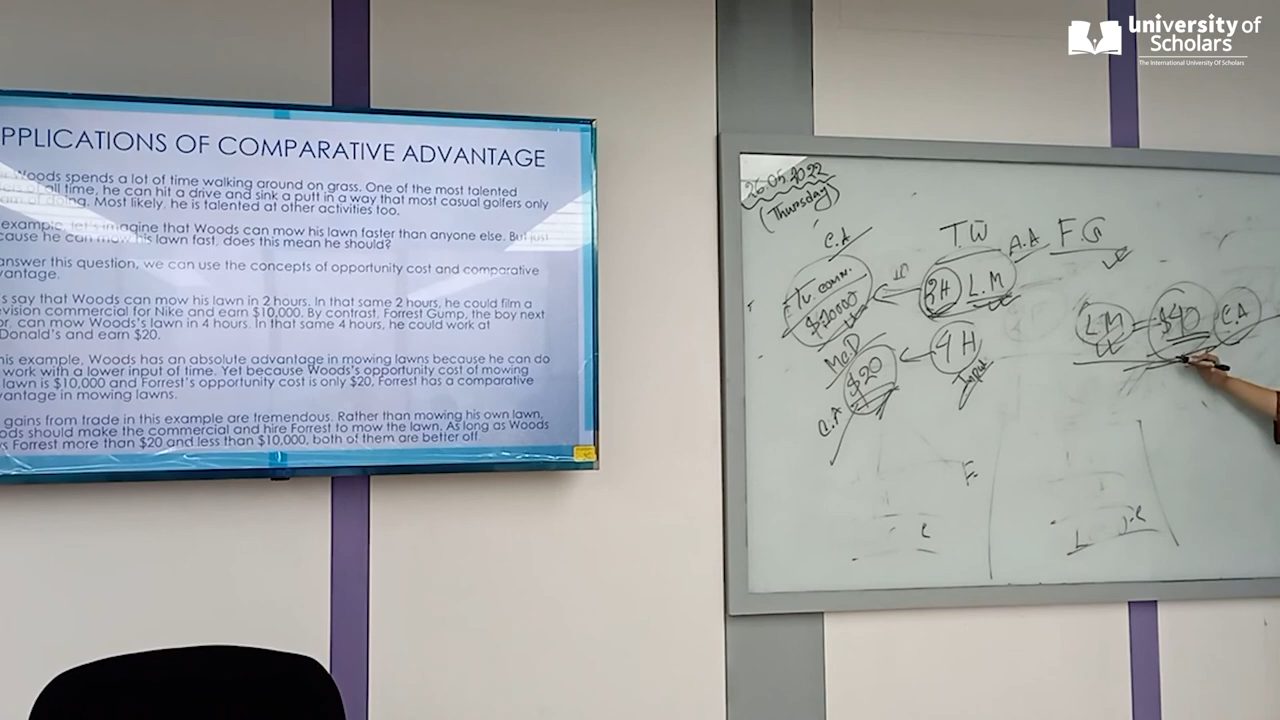 university of
Scholars
The International University Of Scholars
PPLICATIONS OF COMPARATIVE ADVANTAGE
Woods spends a lot of time walking around on grass. One of the most talented
all time, he can hit a drive and sink a putt in a way that most casual golfers only
of doing. Most likely, he is talented at other activities too.
example, let's imagine that Woods can mow his lawn faster than anyone else. But just
cause he can mow his lawn fast, does this mean he should?
answer this question, we can use the concepts of opportunity cost and comparative
vantage.
's say that Woods can mow his lawn in 2 hours. In that same 2 hours, he could film a
evision commercial for Nike and earn $10,000. By contrast, Forrest Gump, the boy next
or, can mow Woods's lawn in 4 hours. In that same 4 hours, he could work at
Donald's and earn $20.
his example, Woods has an absolute advantage in mowing lawns because he can do
work with a lower input of time. Yet because Woods's opportunity cost of mowing
lawn is $10,000 and Forrest's opportunity cost is only $20, Forrest has a comparative
vantage in mowing lawns.
gains from trade in this example are tremendous. Rather than mowing his own lawn,
ods should make the commercial and hire Forrest to mow the lawn. As long as Woods
s Forrest more than $20 and less than $10,000, both of them are better off.
26.05.2022
(Thursday)
C.A T.W A.A F.G
Tv. comm. 2H L.M
$10000
LM = $40 C.A
McD 4H
$20 Input
C.A
F.